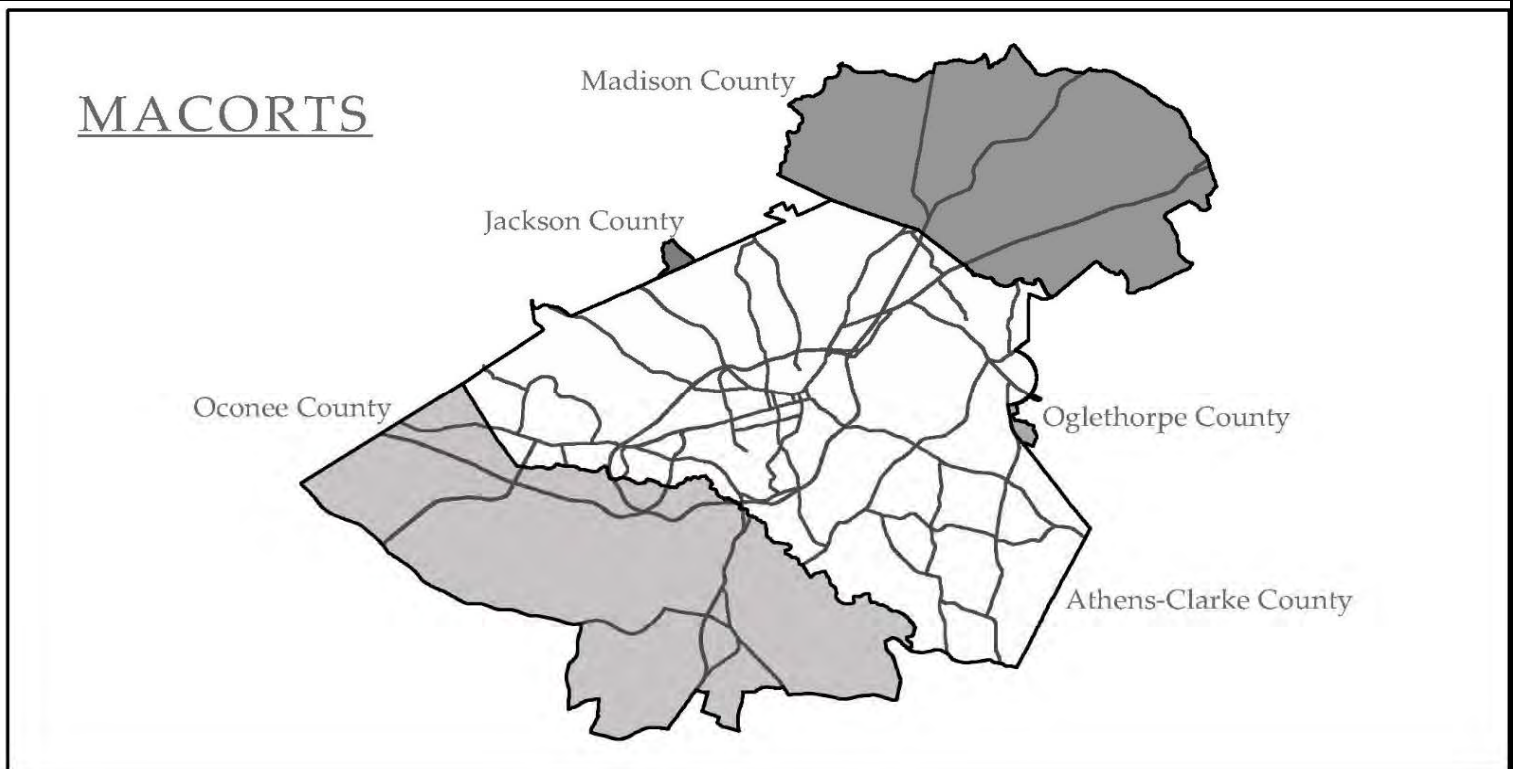 Madison County
MACORTS
Jackson County
Oconee County
Oglethorpe County
Athens-Clarke County